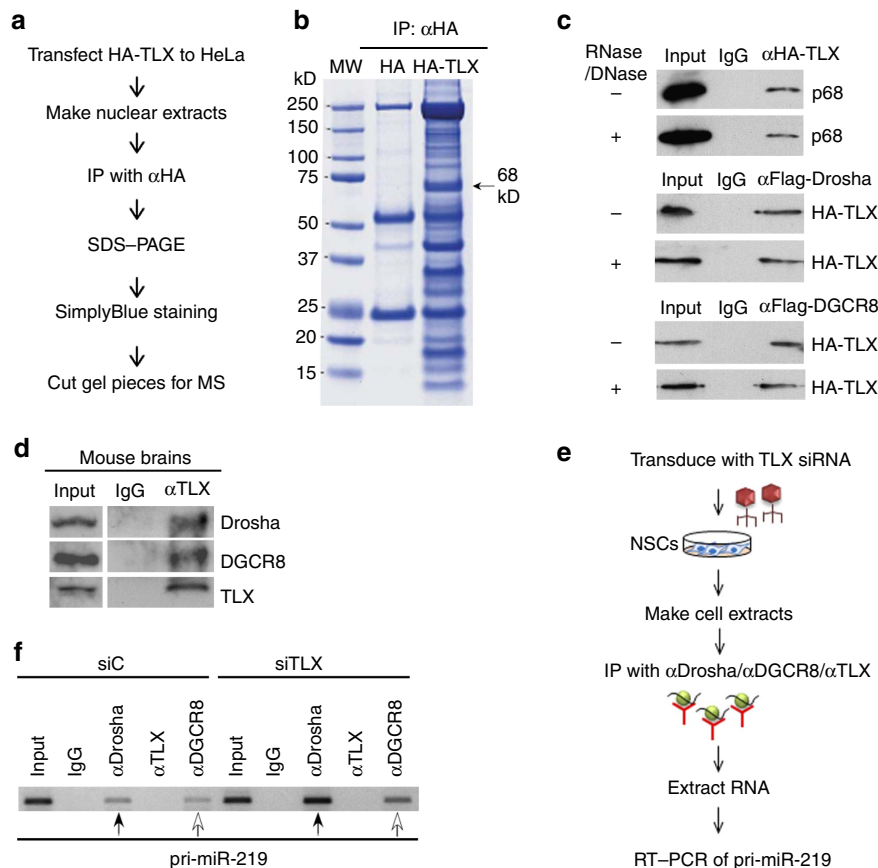 a
Transfect HA-TLX to HeLa
Make nuclear extracts
IP with αHA
SDS–PAGE
SimplyBlue staining
Cut gel pieces for MS
b
IP: αHA
kD MW HA HA-TLX
250
150
100
75
50
37
25
20
15
68
kD
c
RNase
/DNase
Input IgG αHA-TLX
– p68
+ p68
Input IgG αFlag-Drosha
– HA-TLX
+ HA-TLX
Input IgG αFlag-DGCR8
– HA-TLX
+ HA-TLX
d
Mouse brains
Input IgG αTLX
Drosha
DGCR8
TLX
e
Transduce with TLX siRNA
NSCs
Make cell extracts
IP with αDrosha/αDGCR8/αTLX
Extract RNA
RT–PCR of pri-miR-219
f
siC siTLX
Input IgG αDrosha αTLX αDGCR8 Input IgG αDrosha αTLX αDGCR8
pri-miR-219